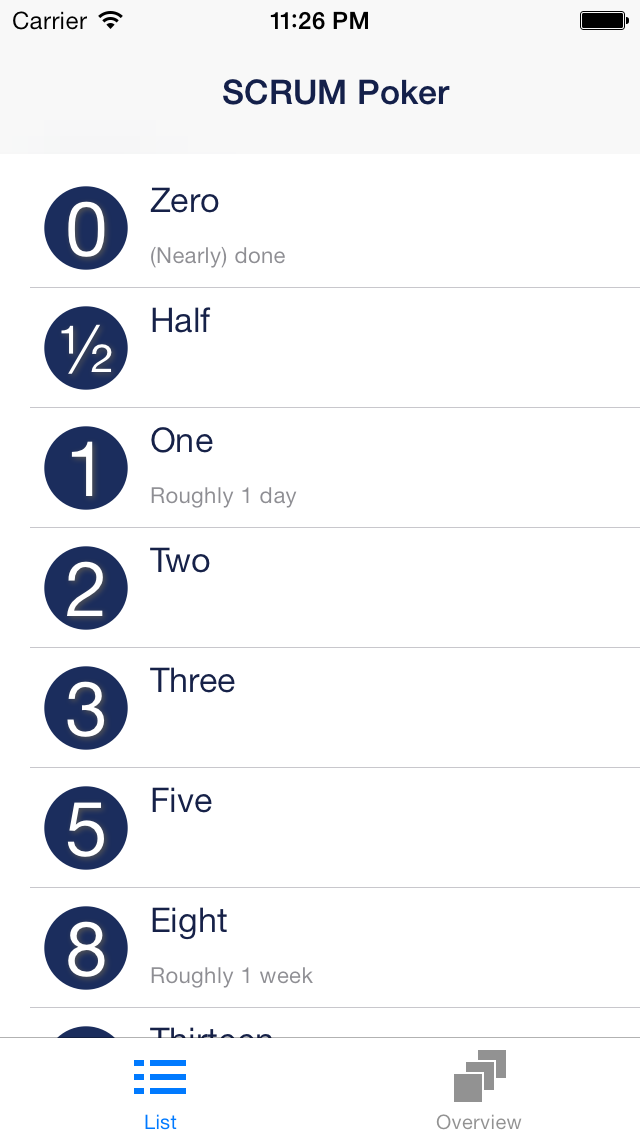 Carrier 11:26 PM
SCRUM Poker
0 Zero
(Nearly) done
½ Half
1 One
Roughly 1 day
2 Two
3 Three
5 Five
8 Eight
Roughly 1 week
Thirteen
List Overview